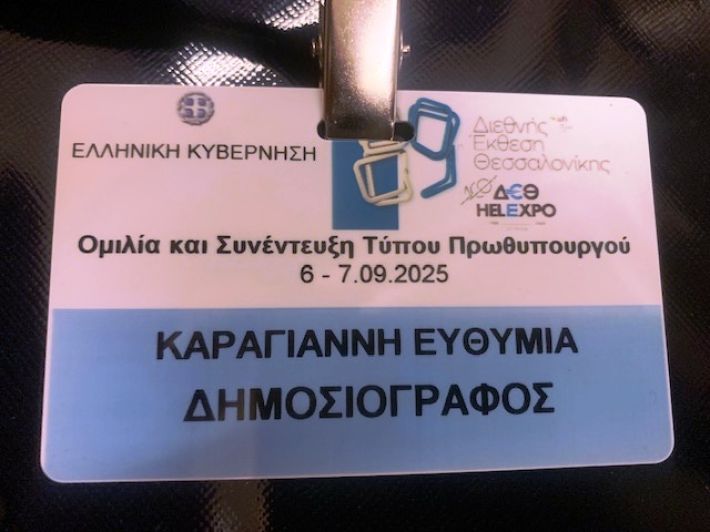 ΕΛΛΗΝΙΚΗ ΚΥΒΕΡΝΗΣΗ
Διεθνής
Έκθεση
Θεσσαλονίκης
ΔΕΘ
HELEXPO
Ομιλία και Συνέντευξη Τύπου Πρωθυπουργού
6 - 7.09.2025
ΚΑΡΑΓΙΑΝΝΗ ΕΥΘΥΜΙΑ
ΔΗΜΟΣΙΟΓΡΑΦΟΣ